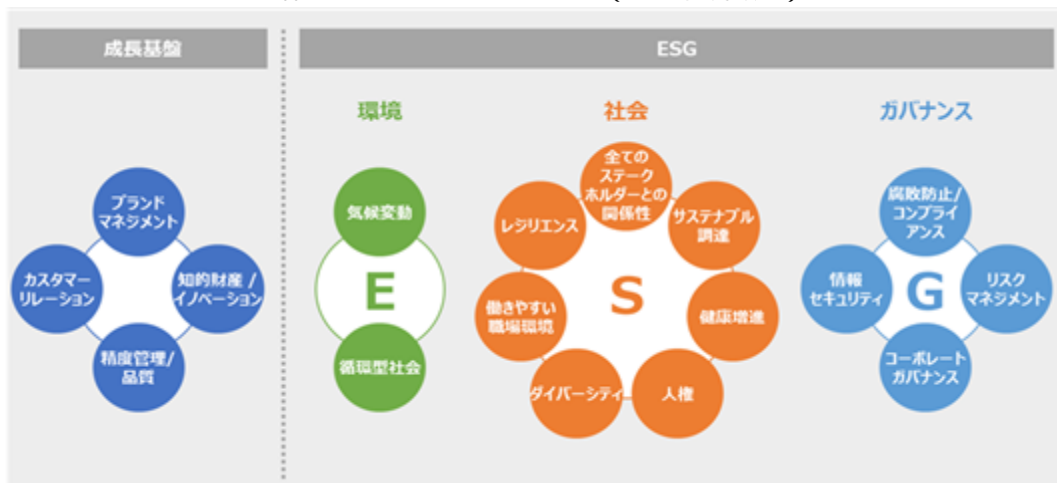 成長基盤
ブランド
マネジメント
カスタマー
リレーション
知的財産 /
イノベーション
精度管理/
品質
ESG
環境
気候変動
E
循環型社会
社会
全ての
ステーク
ホルダーとの
関係性
レジリエンス
サステナブル
調達
働きやすい
職場環境
S
健康増進
ダイバーシティ
人権
ガバナンス
腐敗防止/
コンプライ
アンス
情報
セキュリティ
G
リスク
マネジメント
コーポレート
ガバナンス